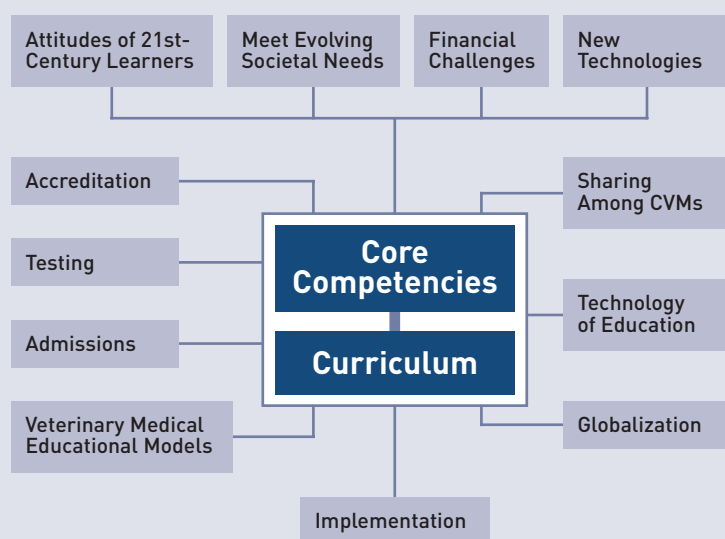 Attitudes of 21st-
Century Learners
Meet Evolving
Societal Needs
Financial
Challenges
New
Technologies
Accreditation
Sharing
Among CVMs
Core
Competencies
Testing
Technology
of Education
Admissions
Curriculum
Veterinary Medical
Educational Models
Globalization
Implementation